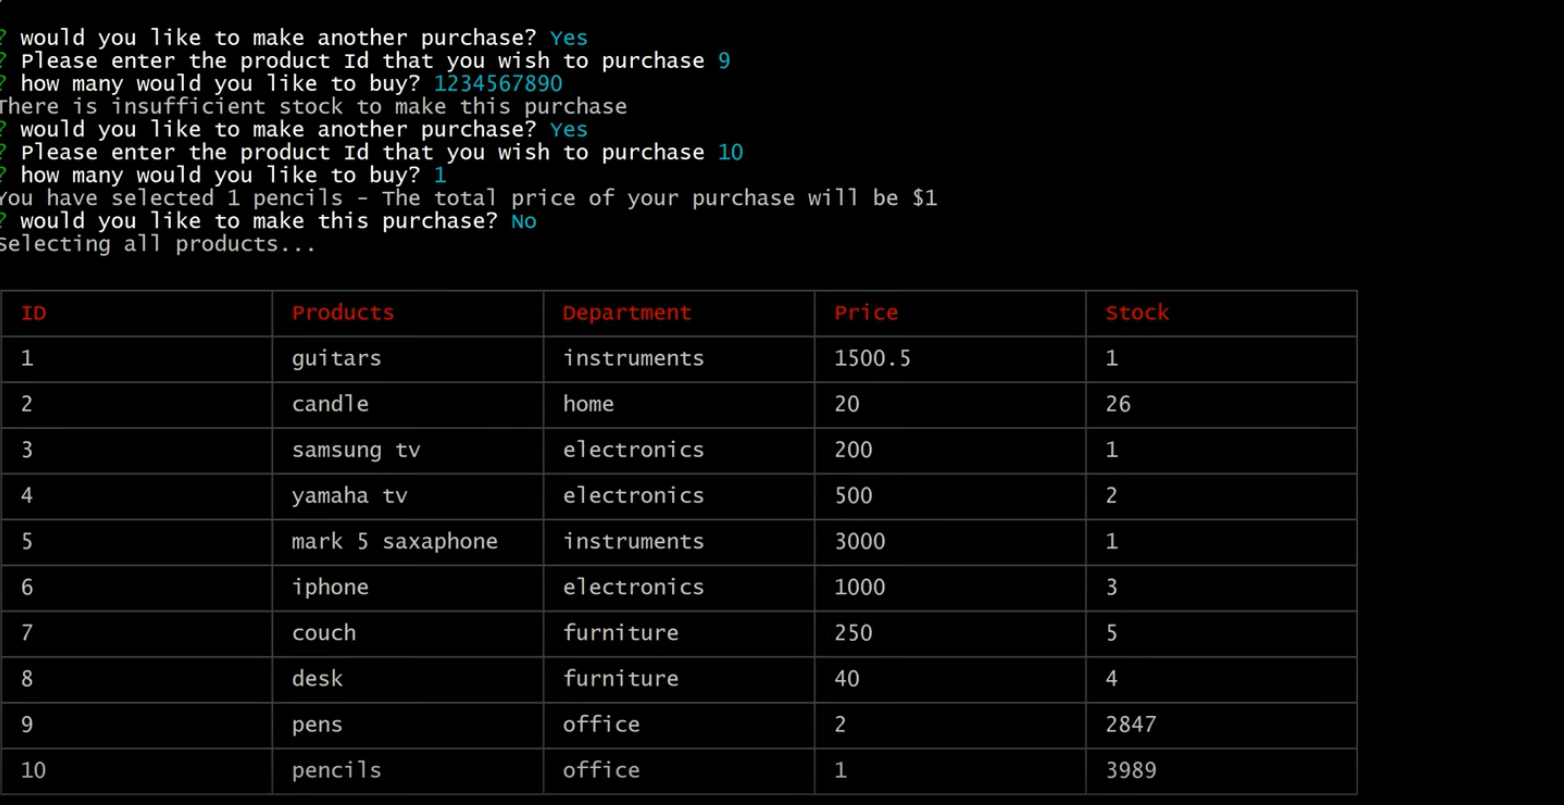 ? would you like to make another purchase? Yes
? Please enter the product Id that you wish to purchase 9
? how many would you like to buy? 1234567890
There is insufficient stock to make this purchase
? would you like to make another purchase? Yes
? Please enter the product Id that you wish to purchase 10
? how many would you like to buy? 1
You have selected 1 pencils - The total price of your purchase will be $1
? would you like to make this purchase? No
Selecting all products...
ID Products Department Price Stock
1 guitars instruments 1500.5 1
2 candle home 20 26
3 samsung tv electronics 200 1
4 yamaha tv electronics 500 2
5 mark 5 saxaphone instruments 3000 1
6 iphone electronics 1000 3
7 couch furniture 250 5
8 desk furniture 40 4
9 pens office 2 2847
10 pencils office 1 3989